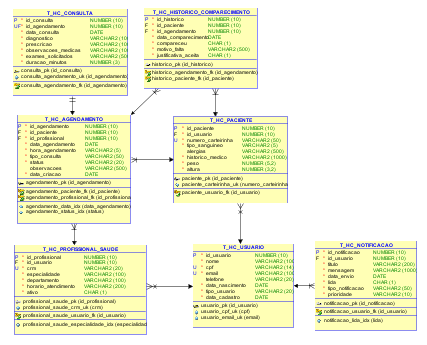 T_HC_CONSULTA
P * id_consulta NUMBER (10)
UF * id_agendamento NUMBER (10)
* data_consulta DATE
* diagnostico VARCHAR2 (10
* prescricao VARCHAR2 (10
* observacoes_medicas VARCHAR2 (10
* exames_solicitados VARCHAR2 (50
* duracao_minutos NUMBER (3)
consulta_pk (id_consulta)
consulta_agendamento_uk (id_agendamento)
consulta_agendamento_fk (id_agendamento)
T_HC_HISTORICO_COMPARECIMENTO
P * id_historico NUMBER (10)
F * id_paciente NUMBER (10)
F * id_agendamento NUMBER (10)
* data_comparecimento DATE
* compareceu CHAR (1)
* motivo_falta VARCHAR2 (500)
* justificativa_aceita CHAR (1)
historico_pk (id_historico)
historico_agendamento_fk (id_agendamento)
historico_paciente_fk (id_paciente)
T_HC_AGENDAMENTO
P * id_agendamento NUMBER (10)
F * id_paciente NUMBER (10)
F * id_profissional NUMBER (10)
* data_agendamento DATE
* hora_agendamento VARCHAR2 (5)
* tipo_consulta VARCHAR2 (50)
* status VARCHAR2 (20)
observacoes VARCHAR2 (500)
* data_criacao DATE
agendamento_pk (id_agendamento)
agendamento_paciente_fk (id_paciente)
agendamento_profissional_fk (id_profissional)
agendamento_data_idx (data_agendamento)
agendamento_status_idx (status)
T_HC_PACIENTE
P * id_paciente NUMBER (10)
F * id_usuario NUMBER (10)
U * numero_carteirinha VARCHAR2 (50)
* tipo_sanguineo VARCHAR2 (5)
alergias VARCHAR2 (500)
* historico_medico VARCHAR2 (1000)
* peso NUMBER (5,2)
* altura NUMBER (3,2)
paciente_pk (id_paciente)
paciente_carteirinha_uk (numero_carteirinha
paciente_usuario_fk (id_usuario)
T_HC_PROFISSIONAL_SAUDE
P * id_profissional NUMBER (10)
F * id_usuario NUMBER (10)
U * crm VARCHAR2 (20)
* especialidade VARCHAR2 (100)
* departamento VARCHAR2 (100)
* horario_atendimento VARCHAR2 (200)
* ativo CHAR (1)
profissional_saude_pk (id_profissional)
profissional_saude_crm_uk (crm)
profissional_saude_usuario_fk (id_usuario)
profissional_saude_especialidade_idx (especialidad
T_HC_USUARIO
P * id_usuario NUMBER (10)
* nome VARCHAR2 (10
U * cpf VARCHAR2 (14
U * email VARCHAR2 (10
* telefone VARCHAR2 (20
* data_nascimento DATE
* tipo_usuario VARCHAR2 (20
* data_cadastro DATE
usuario_pk (id_usuario)
usuario_cpf_uk (cpf)
usuario_email_uk (email)
T_HC_NOTIFICACAO
P * id_notificacao NUMBER (10)
F * id_usuario NUMBER (10)
* titulo VARCHAR2 (200)
* mensagem VARCHAR2 (1000
* data_envio DATE
* lida CHAR (1)
* tipo_notificacao VARCHAR2 (50)
* prioridade VARCHAR2 (10)
notificacao_pk (id_notificacao)
notificacao_usuario_fk (id_usuario)
notificacao_lida_idx (lida)